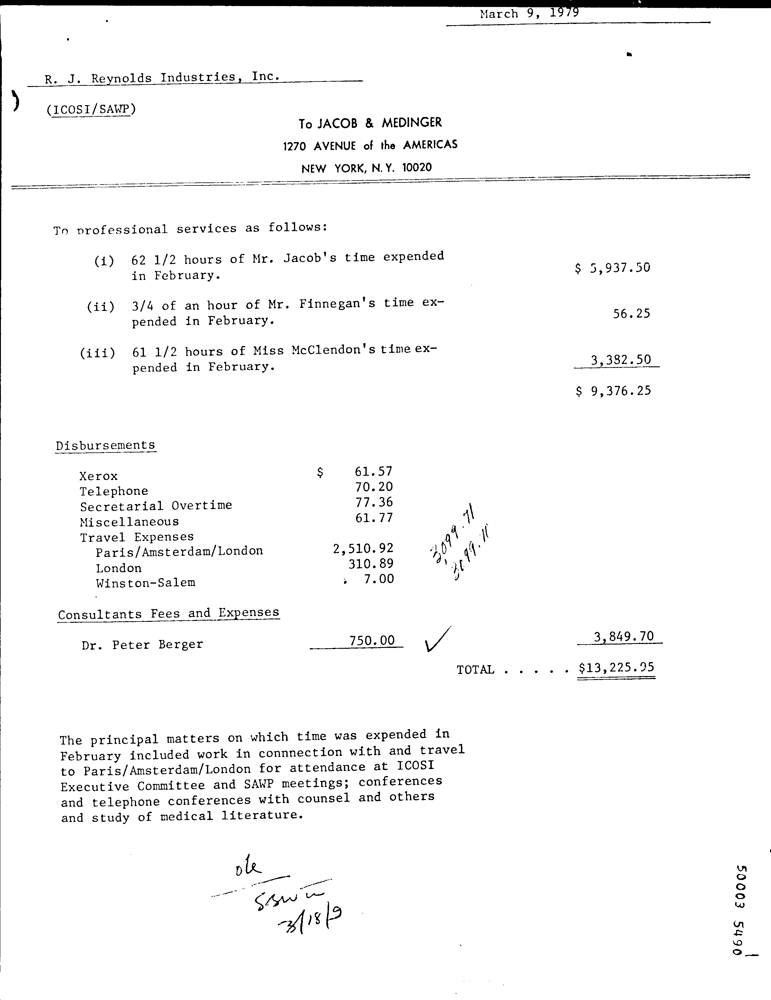 March 9, 1979
R. J. Reynolds Industries, Inc.
(ICOSI/SAWP)
To JACOB & MEDINGER
1270 AVENUE of the AMERICAS
NEW YORK, N.Y. 10020
To professional services as follows:
(i) 62 1/2 hours of Mr. Jacob's time expended
in February. $ 5,937.50
(ii) 3/4 of an hour of Mr. Finnegan's time ex-
pended in February. 56.25
(iii) 61 1/2 hours of Miss McClendon's time ex-
pended in February. 3,382.50
$ 9,376.25
Disbursements
Xerox $ 61.57
Telephone 70.20
Secretarial Overtime 77.36
Miscellaneous 61.77
Travel Expenses
Paris/Amsterdam/London 2,510.92
London 310.89
Winston-Salem 7.00
3099.71
Consultants Fees and Expenses
Dr. Peter Berger 750.00 ✓ 3,849.70
TOTAL . . . . . $13,225.95
The principal matters on which time was expended in
February included work in connnection with and travel
to Paris/Amsterdam/London for attendance at ICOSI
Executive Committee and SAWP meetings; conferences
and telephone conferences with counsel and others
and study of medical literature.
3/18/9
50003 5490